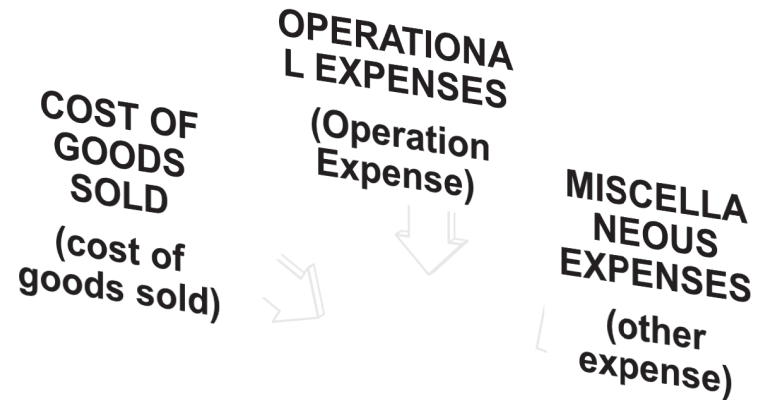 COST OF
GOODS
SOLD
(cost of
goods sold)
OPERATIONA
L EXPENSES
(Operation
Expense)
MISCELLA
NEOUS
EXPENSES
(other
expense)